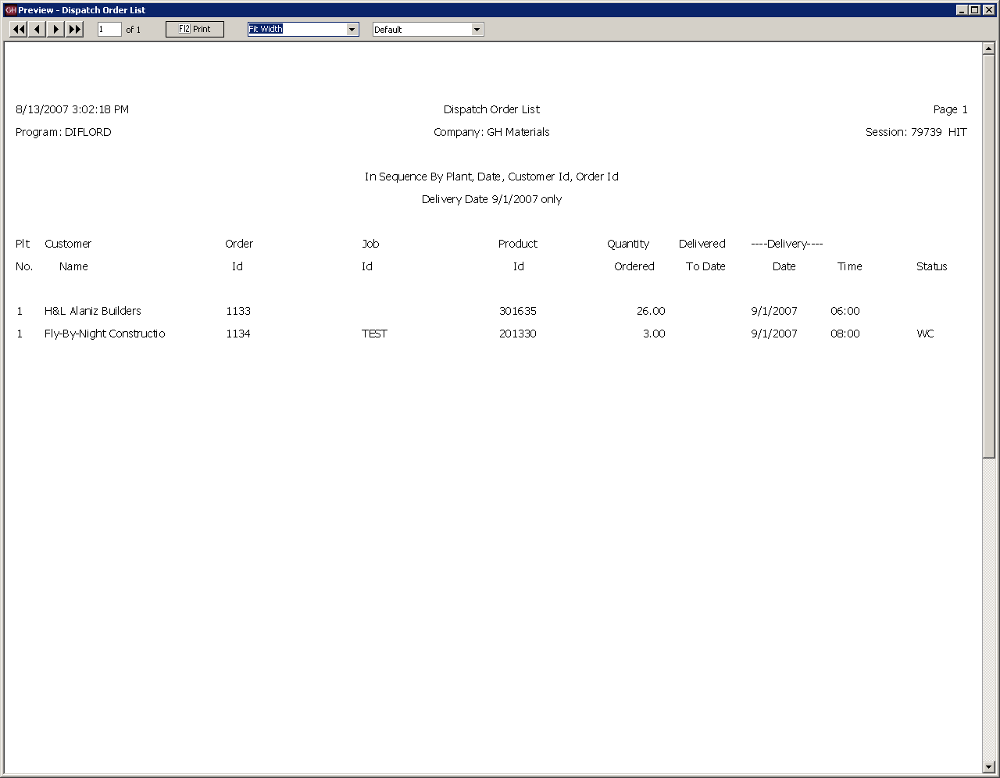 GH Preview - Dispatch Order List
1 of 1 F12 Print Fit Width Default
8/13/2007 3:02:18 PM Dispatch Order List Page 1
Program: DIFLORD Company: GH Materials Session: 79739 HIT
In Sequence By Plant, Date, Customer Id, Order Id
Delivery Date 9/1/2007 only
Plt Customer Order Job Product Quantity Delivered ----Delivery----
No. Name Id Id Id Ordered To Date Date Time Status
1 H&L Alaniz Builders 1133 301635 26.00 9/1/2007 06:00
1 Fly-By-Night Constructio 1134 TEST 201330 3.00 9/1/2007 08:00 WC